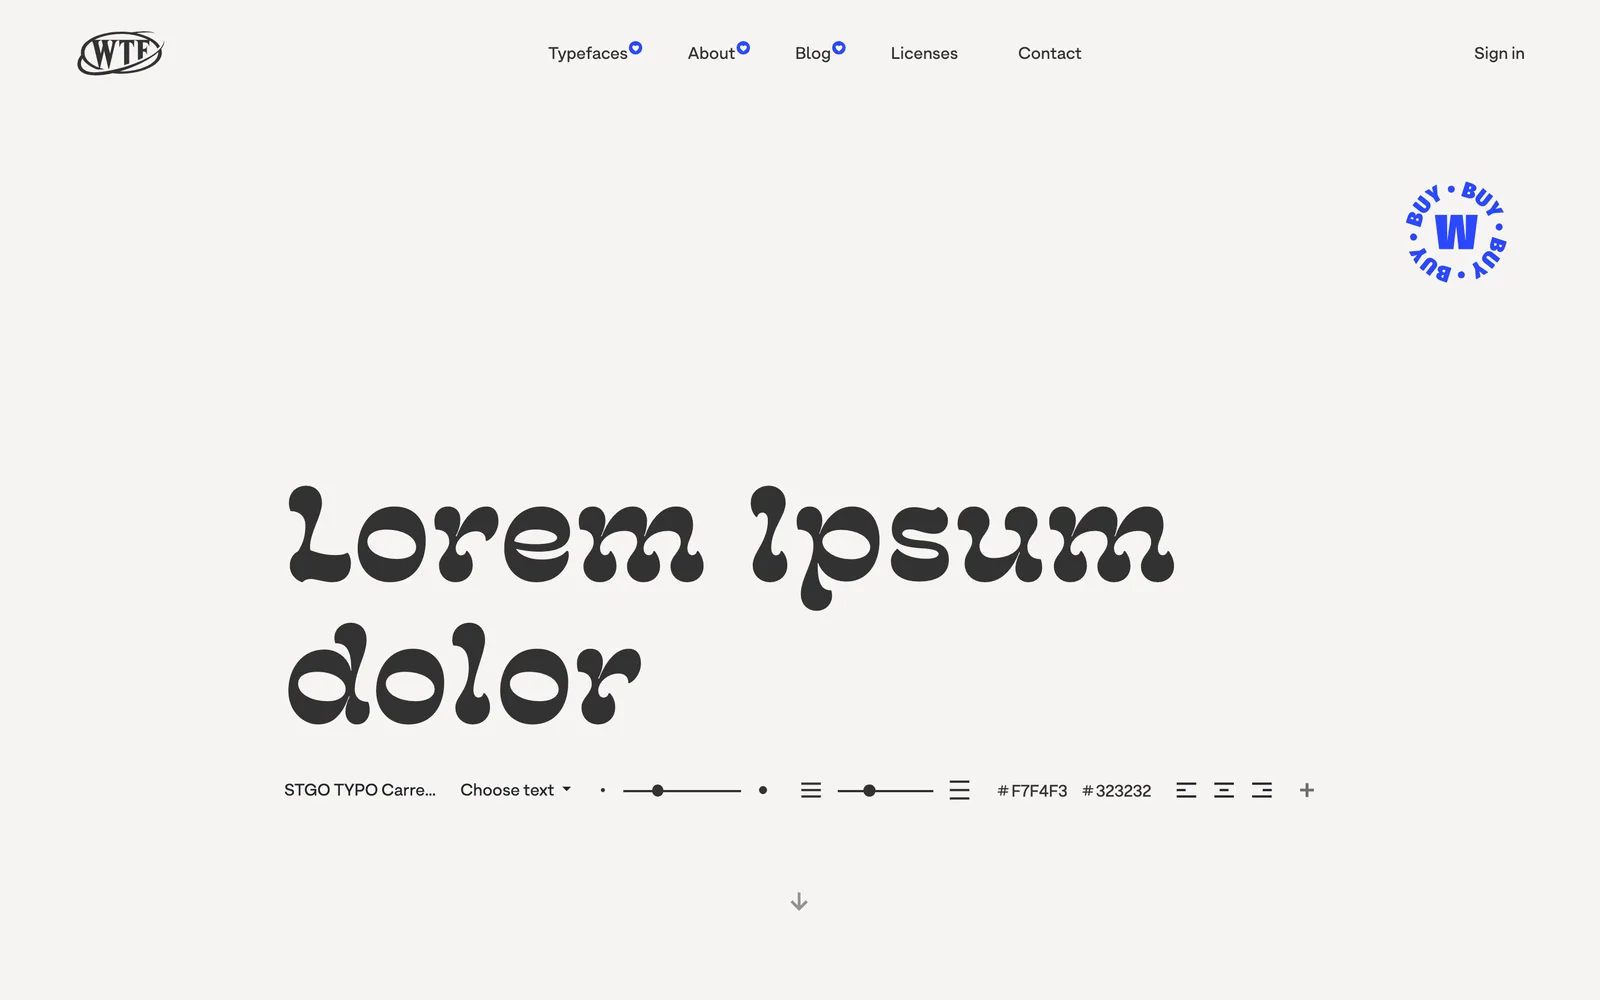 WTF
Typefaces
About
Blog
Licenses
Contact
Sign in
BUY • BUY • BUY • BUY •
W
Lorem Ipsum
dolor
STGO TYPO Carre... Choose text #F7F4F3 #323232